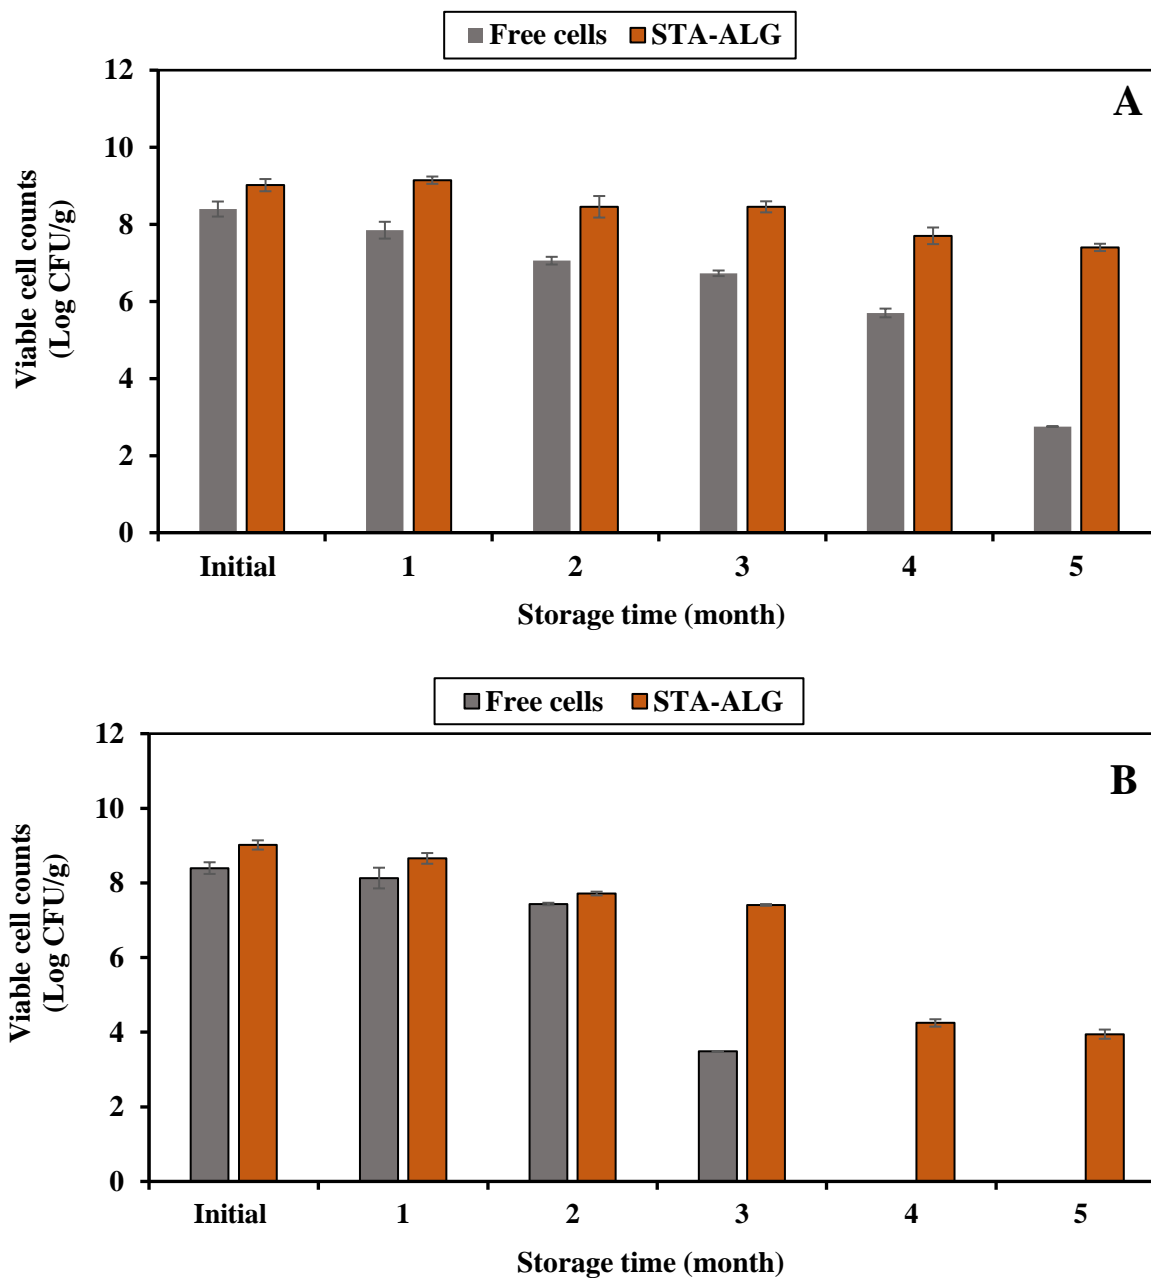 Free cells STA-ALG
A
12
10
8
6
4
2
0
Viable cell counts
(Log CFU/g)
Initial 1 2 3 4 5
Storage time (month)
Free cells STA-ALG
B
12
10
8
6
4
2
0
Viable cell counts
(Log CFU/g)
Initial 1 2 3 4 5
Storage time (month)